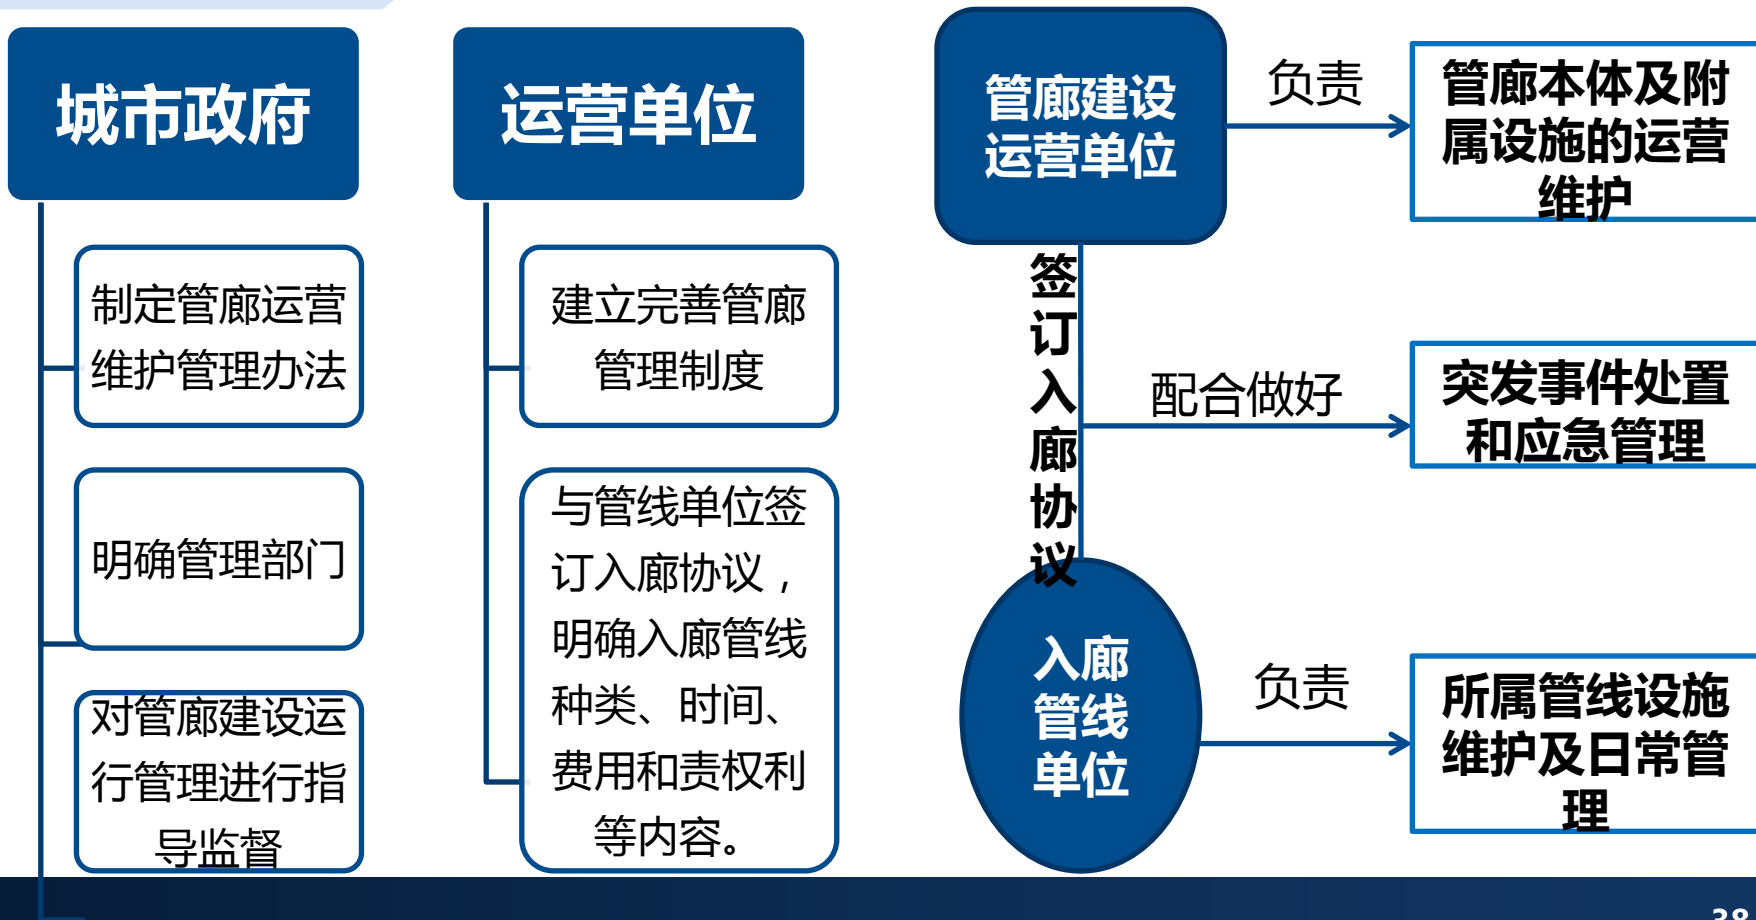 城市政府
制定管廊运营
维护管理办法
明确管理部门
对管廊建设运
行管理进行指
导监督
运营单位
建立完善管廊
管理制度
与管线单位签
订入廊协议，
明确入廊管线
种类、时间、
费用和责权利
等内容。
管廊建设
运营单位
负责
管廊本体及附
属设施的运营
维护
签
订
入
廊
协
议
配合做好
突发事件处置
和应急管理
入廊
管线
单位
负责
所属管线设施
维护及日常管
理
38